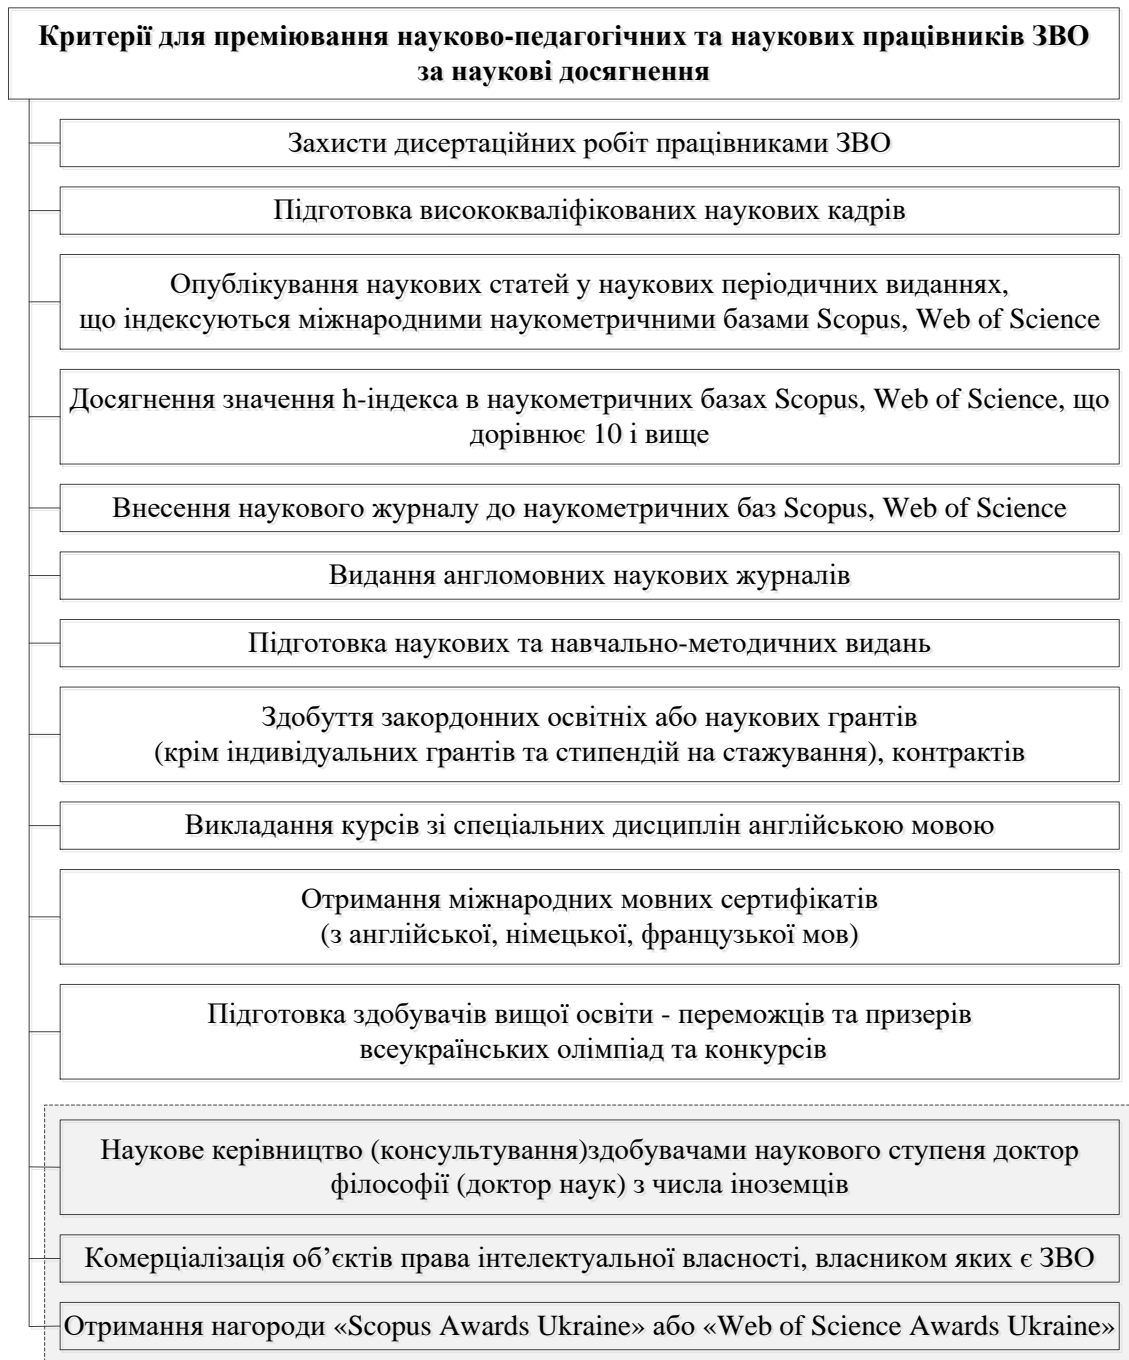 Критерії для преміювання науково-педагогічних та наукових працівників ЗВО
за наукові досягнення
Захисти дисертаційних робіт працівниками ЗВО
Підготовка висококваліфікованих наукових кадрів
Опублікування наукових статей у наукових періодичних виданнях,
що індексуються міжнародними наукометричними базами Scopus, Web of Science
Досягнення значення h-індекса в наукометричних базах Scopus, Web of Science, що
дорівнює 10 і вище
Внесення наукового журналу до наукометричних баз Scopus, Web of Science
Видання англомовних наукових журналів
Підготовка наукових та навчально-методичних видань
Здобуття закордонних освітніх або наукових грантів
(крім індивідуальних грантів та стипендій на стажування), контрактів
Викладання курсів зі спеціальних дисциплін англійською мовою
Отримання міжнародних мовних сертифікатів
(з англійської, німецької, французької мов)
Підготовка здобувачів вищої освіти - переможців та призерів
всеукраїнських олімпіад та конкурсів
Наукове керівництво (консультування)здобувачами наукового ступеня доктор
філософії (доктор наук) з числа іноземців
Комерціалізація об’єктів права інтелектуальної власності, власником яких є ЗВО
Отримання нагороди «Scopus Awards Ukraine» або «Web of Science Awards Ukraine»